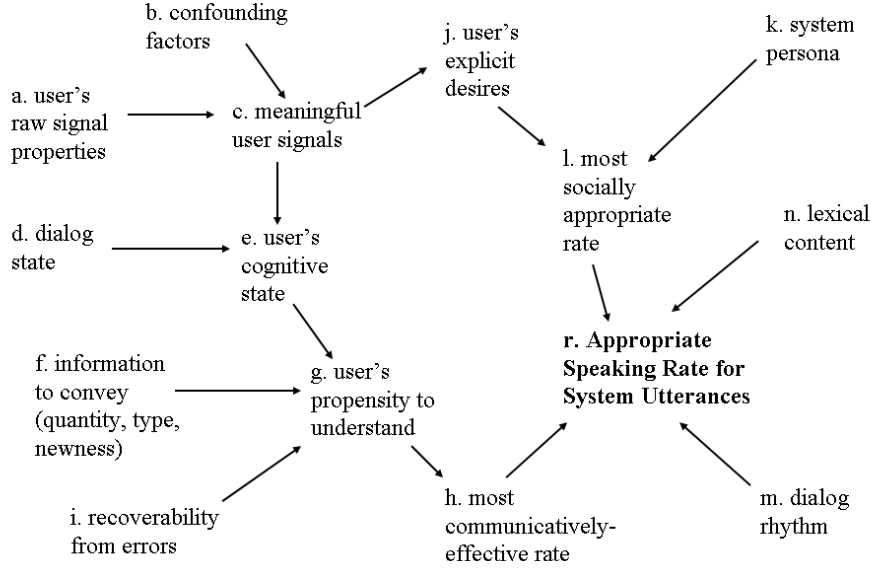 b. confounding
factors
j. user's
explicit
desires
k. system
persona
a. user's
raw signal
properties
c. meaningful
user signals
l. most
socially
appropriate
rate
n. lexical
content
d. dialog
state
e. user's
cognitive
state
r. Appropriate
Speaking Rate for
System Utterances
f. information
to convey
(quantity, type,
newness)
g. user's
propensity to
understand
h. most
communicatively-
effective rate
m. dialog
rhythm
i. recoverability
from errors